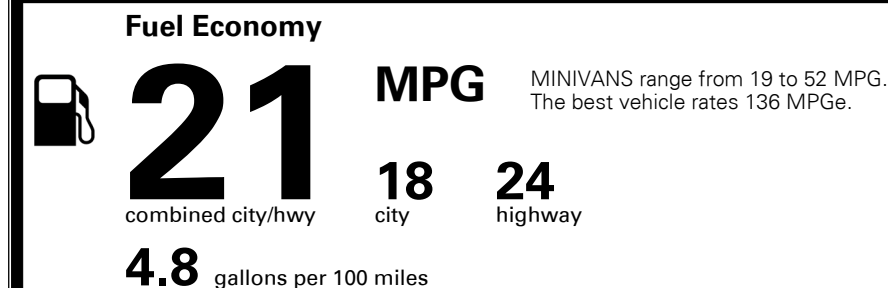 Fuel Economy
21 MPG
MINIVANS range from 19 to 52 MPG.
The best vehicle rates 136 MPGe.
combined city/hwy
18
city
24
highway
4.8 gallons per 100 miles